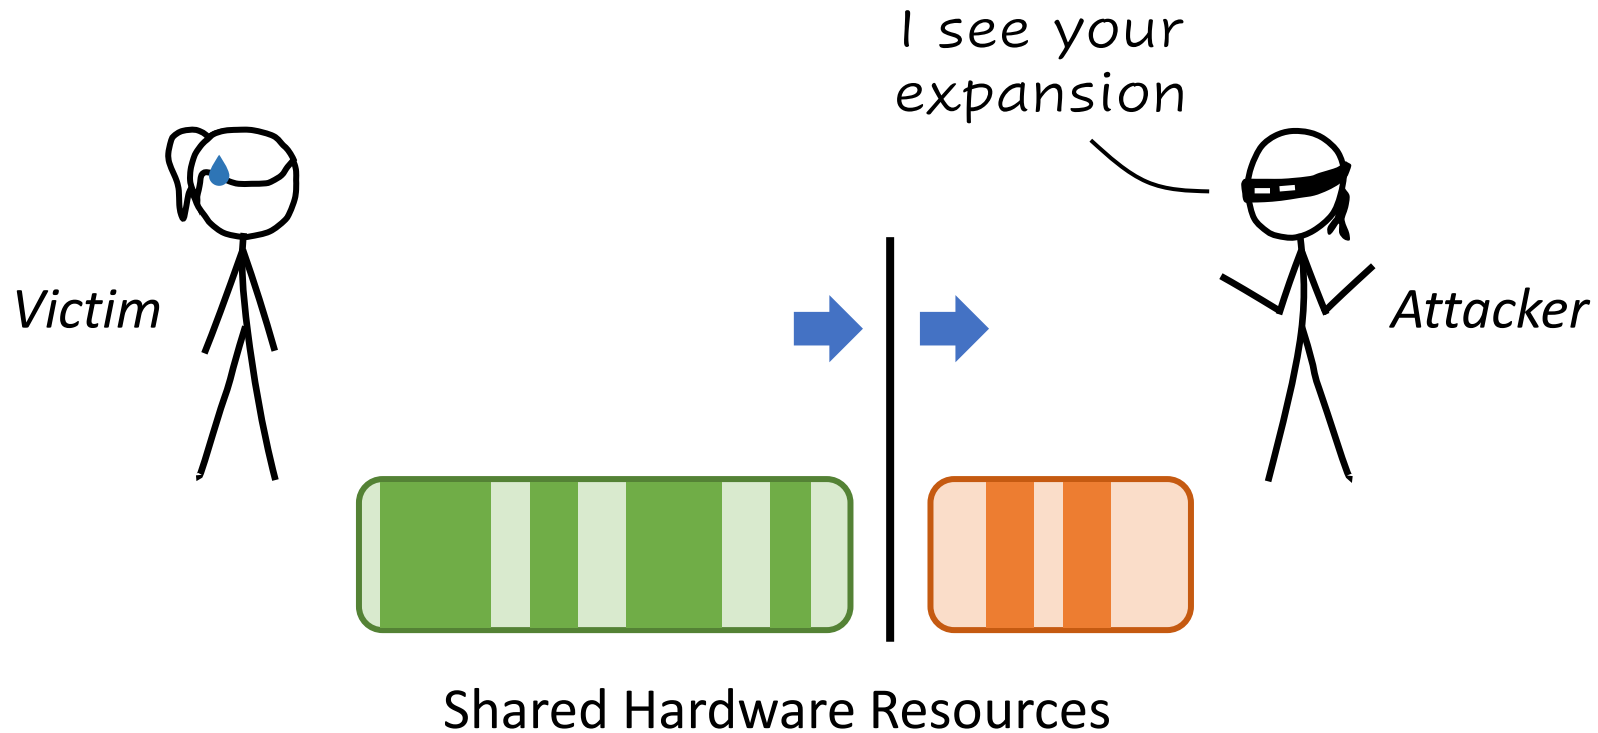 I see your
expansion
Victim
Attacker
Shared Hardware Resources